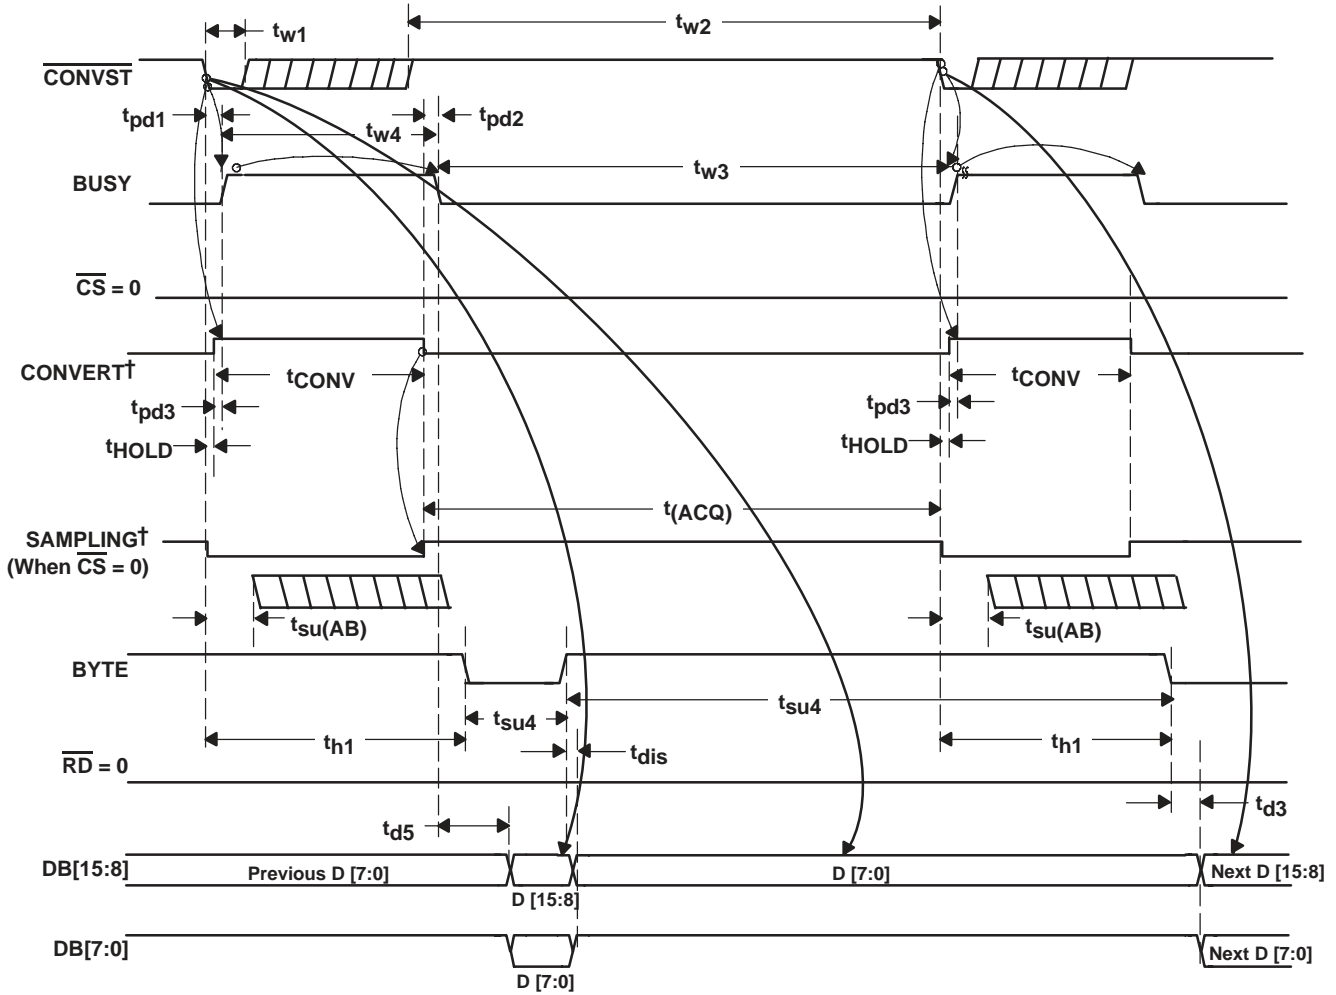 tw1
tw2
CONVST
tpd1
tw4
tpd2
tw3
BUSY
CS = 0
CONVERT†
tCONV
tCONV
tpd3
tpd3
tHOLD
tHOLD
t(ACQ)
SAMPLING†
(When CS = 0)
tsu(AB)
tsu(AB)
BYTE
tsu4
tsu4
th1
th1
tdis
RD = 0
td3
td5
DB[15:8]
Previous D [7:0]
D [15:8]
D [7:0]
Next D [15:8]
DB[7:0]
D [7:0]
Next D [7:0]